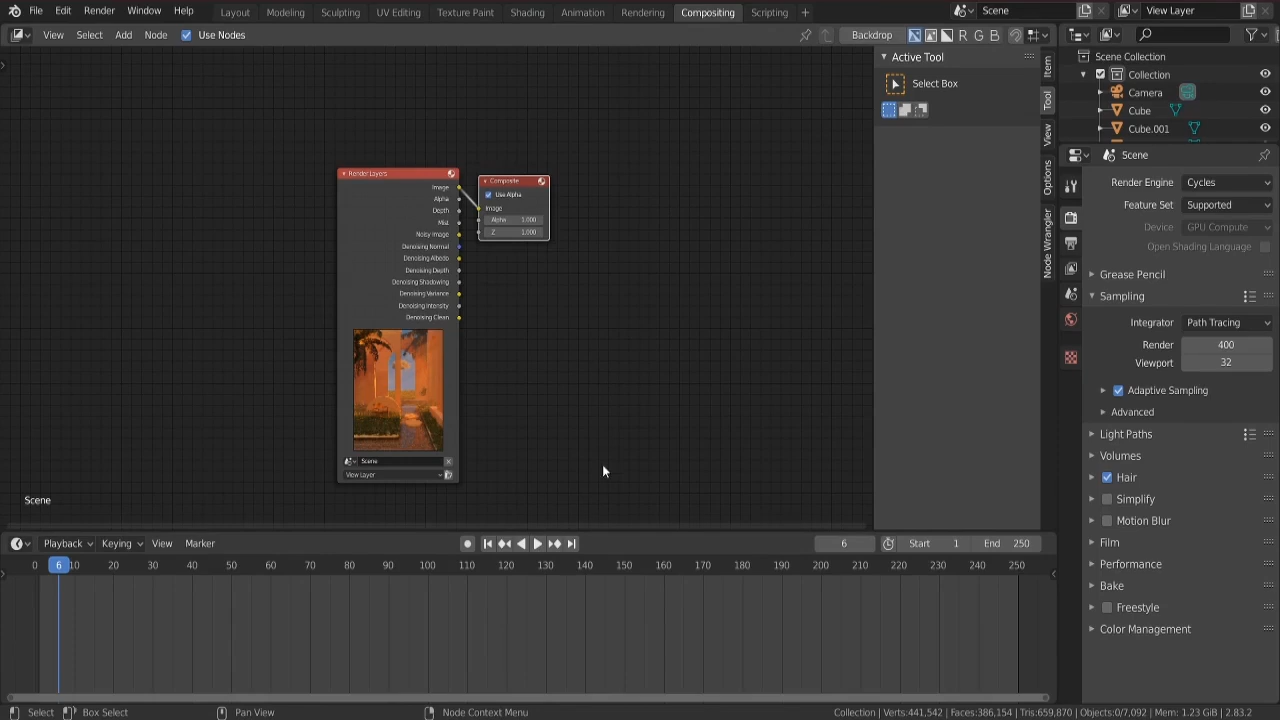 File Edit Render Window Help Layout Modeling Sculpting UV Editing Texture Paint Shading Animation Rendering Compositing Scripting + Scene View Layer
View Select Add Node Use Nodes Backdrop R G B
Active Tool
Select Box
Item
Tool
View
Options
Node Wrangler
Scene Collection
Collection
Camera
Cube
Cube.001
Render Layers
Image
Alpha
Depth
Mist
Noisy Image
Denoising Normal
Denoising Albedo
Denoising Depth
Denoising Shadowing
Denoising Variance
Denoising Intensity
Denoising Clean
Scene
View Layer
Composite
Use Alpha
Image
Alpha 1.000
Z 1.000
Scene
Scene
Render Engine Cycles
Feature Set Supported
Device GPU Compute
Open Shading Language
Grease Pencil
Sampling
Integrator Path Tracing
Render 400
Viewport 32
Adaptive Sampling
Advanced
Light Paths
Volumes
Hair
Simplify
Motion Blur
Film
Performance
Bake
Freestyle
Color Management
Playback Keying View Marker 6 Start 1 End 250
0 6 10 20 30 40 50 60 70 80 90 100 110 120 130 140 150 160 170 180 190 200 210 220 230 240 250
Select Box Select Pan View Node Context Menu Collection | Verts:441,542 | Faces:386,154 | Tris:659,870 | Objects:0/7,092 | Mem: 1.23 GiB | 2.83.2